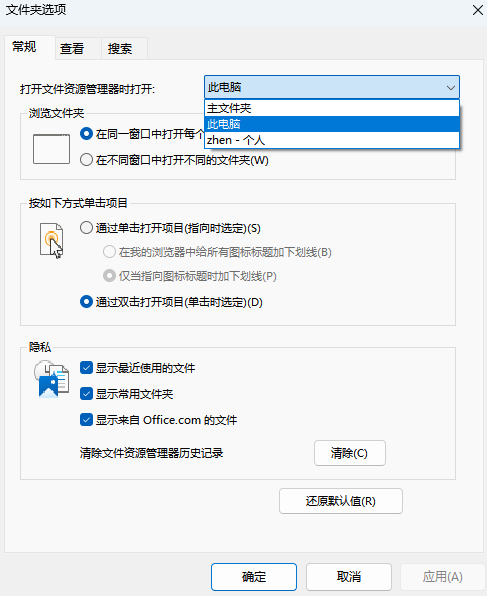 文件夹选项
常规
查看
搜索
打开文件资源管理器时打开:
此电脑
主文件夹
此电脑
zhen - 个人
浏览文件夹
在同一窗口中打开每个
在不同窗口中打开不同的文件夹(W)
按如下方式单击项目
通过单击打开项目(指向时选定)(S)
在我的浏览器中给所有图标标题加下划线(B)
仅当指向图标标题时加下划线(P)
通过双击打开项目(单击时选定)(D)
隐私
显示最近使用的文件
显示常用文件夹
显示来自 Office.com 的文件
清除文件资源管理器历史记录
清除(C)
还原默认值(R)
确定
取消
应用(A)